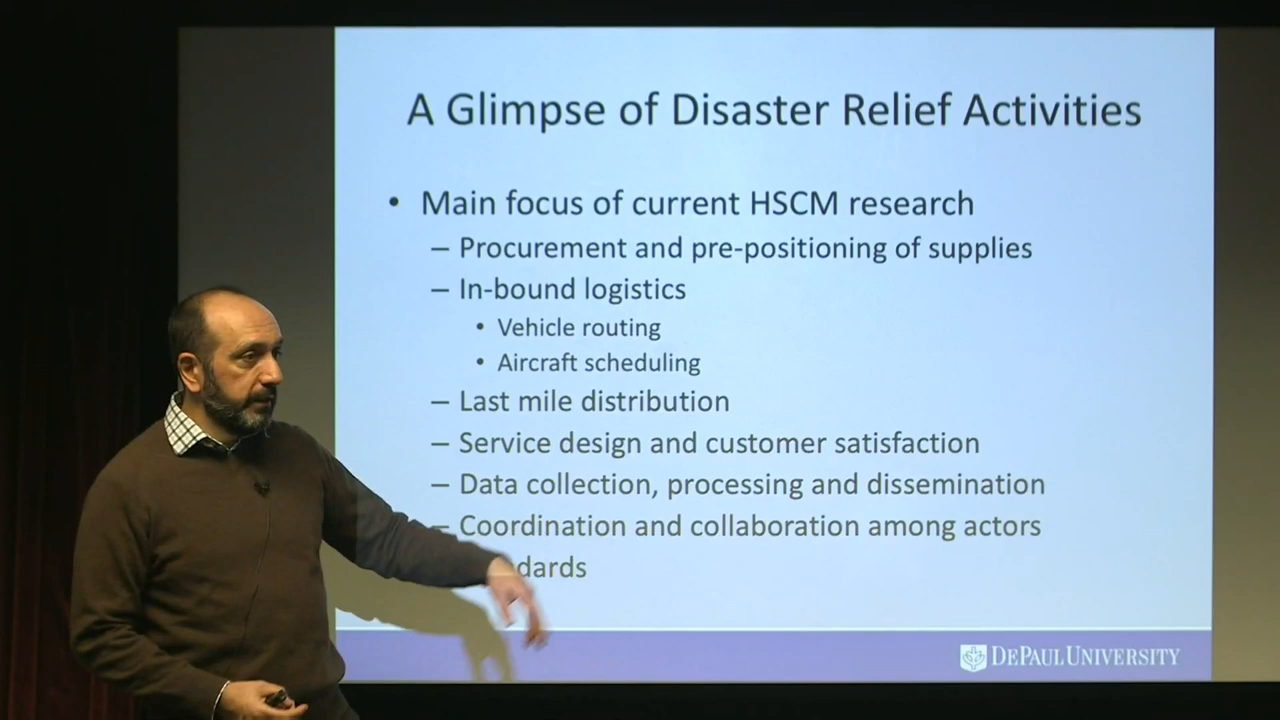 A Glimpse of Disaster Relief Activities
• Main focus of current HSCM research
– Procurement and pre-positioning of supplies
– In-bound logistics
• Vehicle routing
• Aircraft scheduling
– Last mile distribution
– Service design and customer satisfaction
– Data collection, processing and dissemination
– Coordination and collaboration among actors
dards
DEPAUL UNIVERSITY